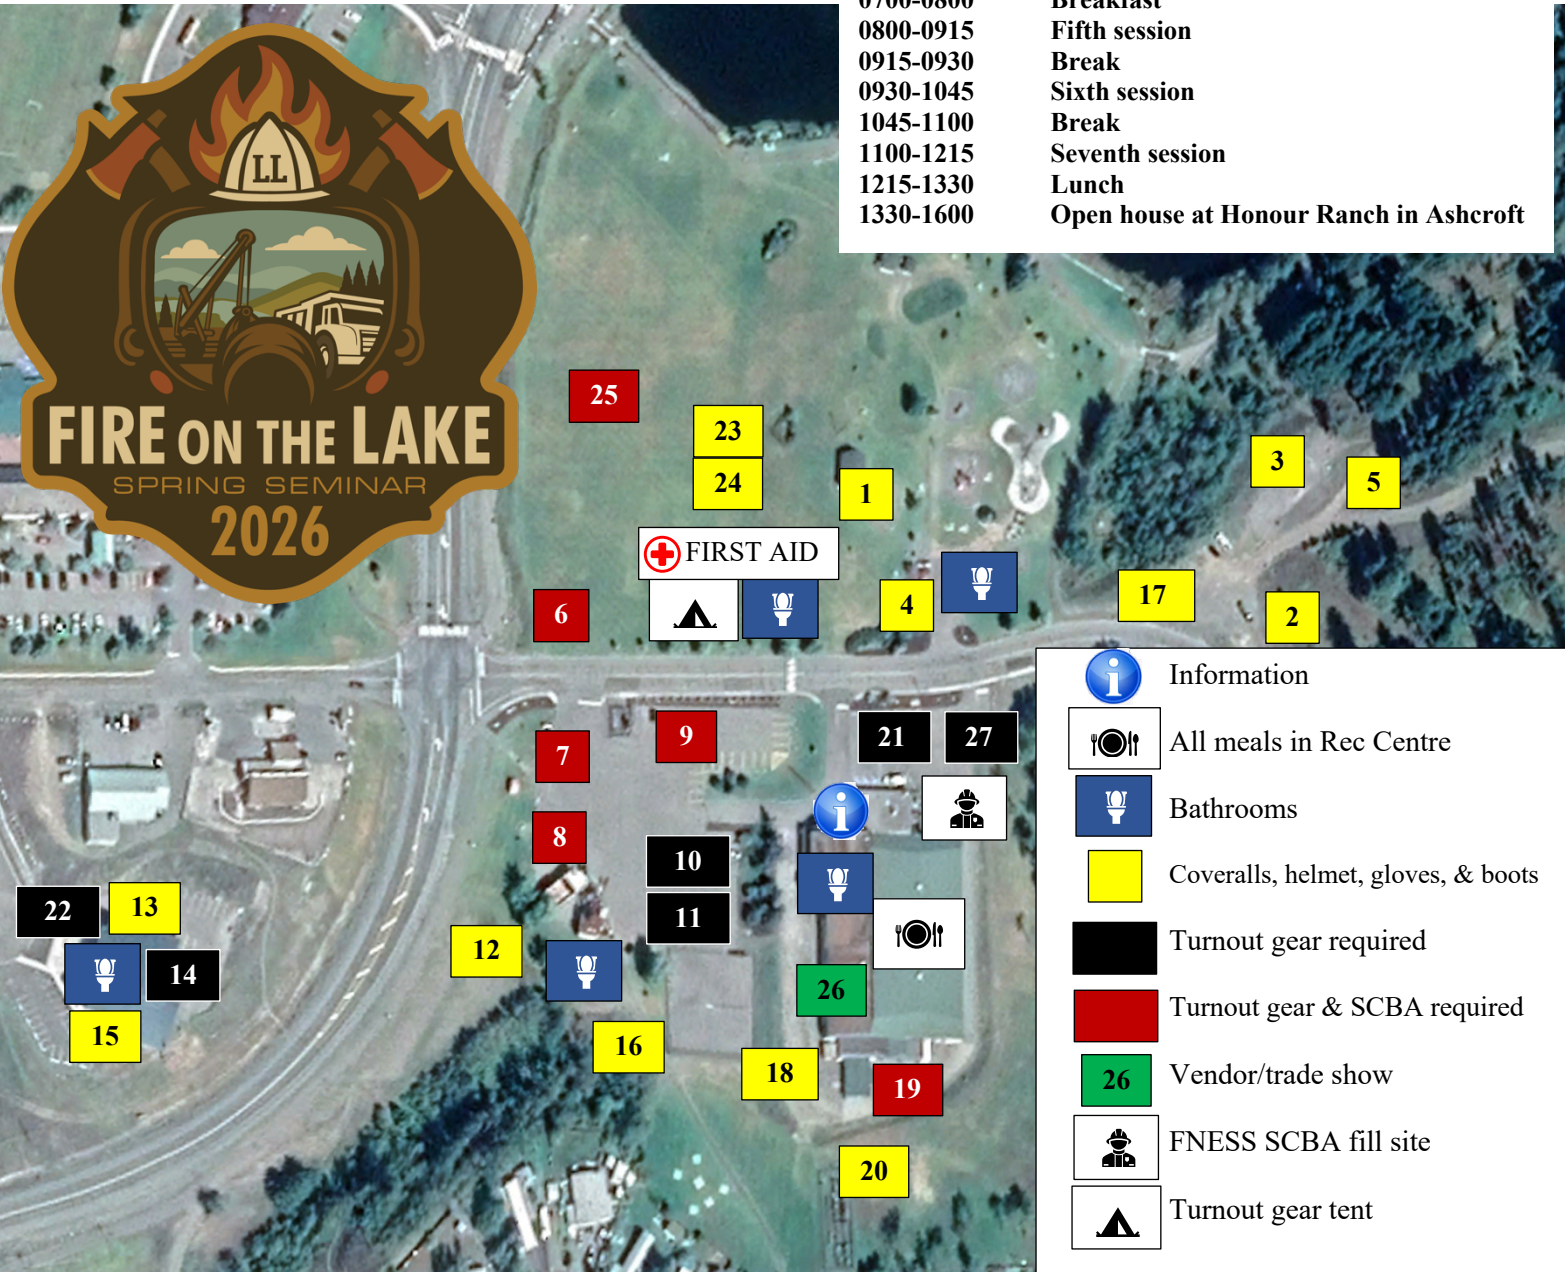 0700-0800 Breakfast
0800-0915 Fifth session
0915-0930 Break
0930-1045 Sixth session
1045-1100 Break
1100-1215 Seventh session
1215-1330 Lunch
1330-1600 Open house at Honour Ranch in Ashcroft
LL
FIRE ON THE LAKE
SPRING SEMINAR
2026
25
23
24
1
3
5
FIRST AID
6
4
17
2
7
9
21
27
8
10
11
22
13
12
14
26
15
16
18
19
20
Information
All meals in Rec Centre
Bathrooms
Coveralls, helmet, gloves, & boots
Turnout gear required
Turnout gear & SCBA required
26 Vendor/trade show
FNESS SCBA fill site
Turnout gear tent